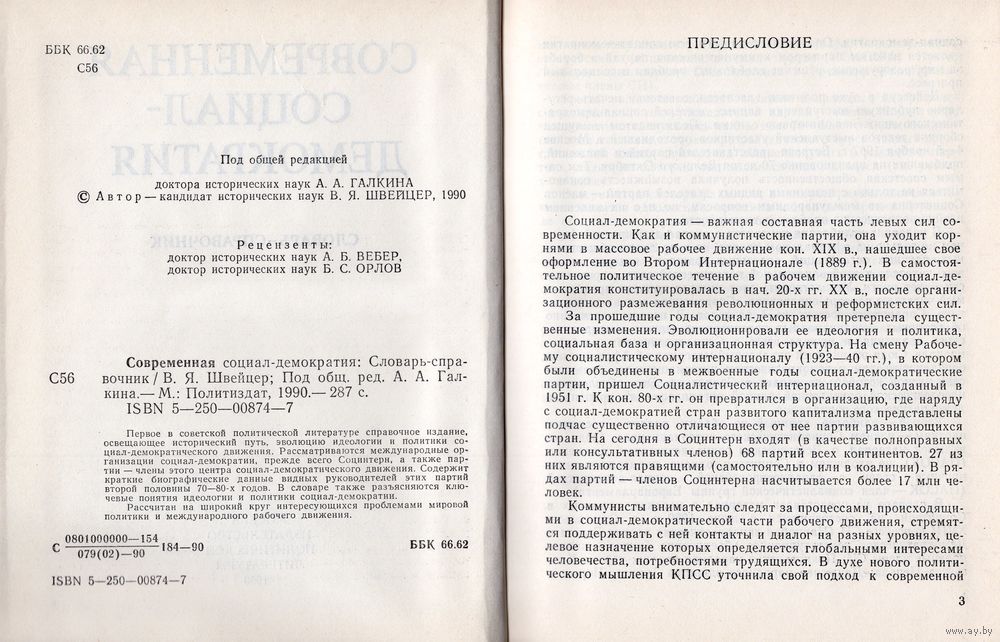 ББК 66.62
С56
Под общей редакцией
доктора исторических наук А. А. ГАЛКИНА
© Автор — кандидат исторических наук В. Я. ШВЕЙЦЕР, 1990
Рецензенты:
доктор исторических наук А. Б. ВЕБЕР,
доктор исторических наук Б. С. ОРЛОВ
Современная социал-демократия: Словарь-спра-
С56
вочник / В. Я. Швейцер; Под общ. ред. А. А. Гал-
кина.— М.: Политиздат, 1990.— 287 с.
ISBN 5—250—00874—7
Первое в советской политической литературе справочное издание,
освещающее исторический путь, эволюцию идеологии и политики со-
циал-демократического движения. Рассматриваются международные ор-
ганизации социал-демократии, прежде всего Социнтерн, а также пар-
тии — члены этого центра социал-демократического движения. Содержит
краткие биографические данные видных руководителей этих партий
второй половины 70—80-х годов. В словаре также разъясняются клю-
чевые понятия идеологии и политики социал-демократии.
Рассчитан на широкий круг интересующихся проблемами мировой
политики и международного рабочего движения.
С 0801000000—154
079(02)—90 184—90
ББК 66.62
ISBN 5—250—00874—7
ПРЕДИСЛОВИЕ
Социал-демократия — важная составная часть левых сил со-
временности. Как и коммунистические партии, она уходит кор-
нями в массовое рабочее движение кон. XIX в., нашедшее свое
оформление во Втором Интернационале (1889 г.). В самостоя-
тельное политическое течение в рабочем движении социал-де-
мократия конституировалась в нач. 20-х гг. XX в., после органи-
зационного размежевания революционных и реформистских сил.
За прошедшие годы социал-демократия претерпела сущест-
венные изменения. Эволюционировали ее идеология и политика,
социальная база и организационная структура. На смену Рабоче-
му социалистическому интернационалу (1923—40 гг.), в котором
были объединены в межвоенные годы социал-демократические
партии, пришел Социалистический интернационал, созданный в
1951 г. К кон. 80-х гг. он превратился в организацию, где наряду
с социал-демократией стран развитого капитализма представлены
подчас существенно отличающиеся от нее партии развивающихся
стран. На сегодня в Социнтерн входят (в качестве полноправных
или консультативных членов) 68 партий всех континентов. 27 из
них являются правящими (самостоятельно или в коалиции). В ря-
дах партий — членов Социнтерна насчитывается более 17 млн че-
ловек.
Коммунисты внимательно следят за процессами, происходящи-
ми в социал-демократической части рабочего движения, стремят-
ся поддерживать с ней контакты и диалог на разных уровнях, це-
левое назначение которых определяется глобальными интересами
человечества, потребностями трудящихся. В духе нового полити-
ческого мышления КПСС уточнила свой подход к современной
3
www.ay.by